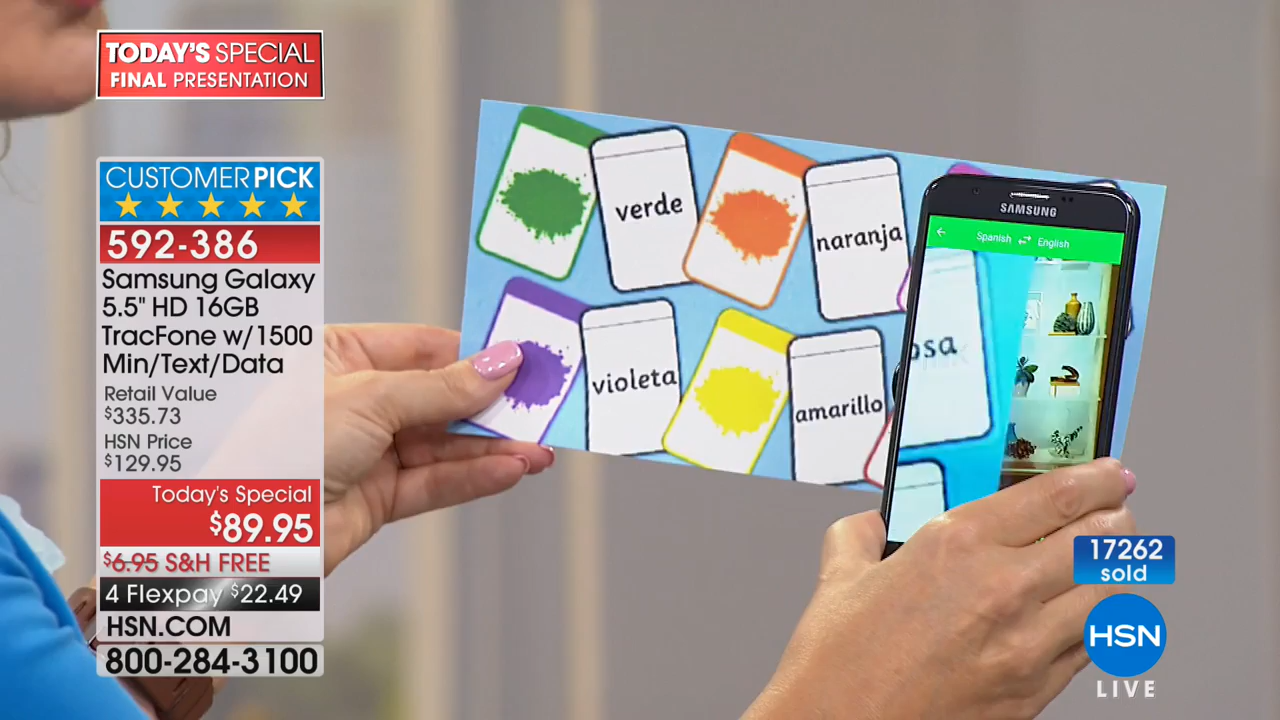 TODAY'S SPECIAL
FINAL PRESENTATION
CUSTOMER PICK
592-386
Samsung Galaxy
5.5" HD 16GB
TracFone w/1500
Min/Text/Data
Retail Value
$335.73
HSN Price
$129.95
Today's Special
$89.95
$6.95 S&H FREE
4 Flexpay $22.49
HSN.COM
800-284-3100
verde
naranja
violeta
amarillo
SAMSUNG
Spanish English
osa
17262
sold
HSN
LIVE